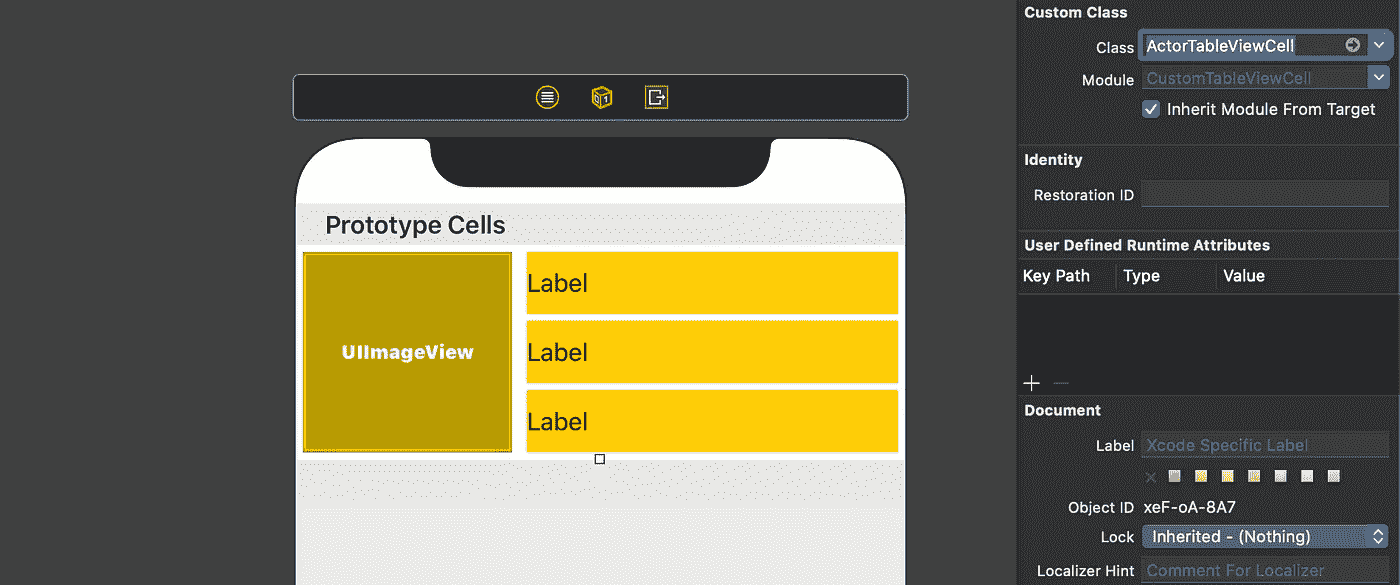 Custom Class
Class ActorTableViewCell
Module CustomTableViewCell
Inherit Module From Target
Identity
Restoration ID
User Defined Runtime Attributes
Key Path Type Value
Document
Label Xcode Specific Label
Object ID xeF-oA-8A7
Lock Inherited - (Nothing)
Localizer Hint Comment For Localizer
Prototype Cells
UIImageView
Label
Label
Label